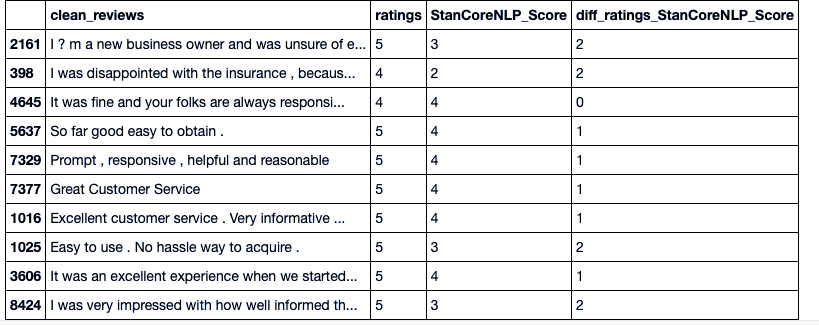 clean_reviews ratings StanCoreNLP_Score diff_ratings_StanCoreNLP_Score
2161 I ? m a new business owner and was unsure of e... 5 3 2
398 I was disappointed with the insurance , becaus... 4 2 2
4645 It was fine and your folks are always responsi... 4 4 0
5637 So far good easy to obtain . 5 4 1
7329 Prompt , responsive , helpful and reasonable 5 4 1
7377 Great Customer Service 5 4 1
1016 Excellent customer service . Very informative ... 5 4 1
1025 Easy to use . No hassle way to acquire . 5 3 2
3606 It was an excellent experience when we started... 5 4 1
8424 I was very impressed with how well informed th... 5 3 2